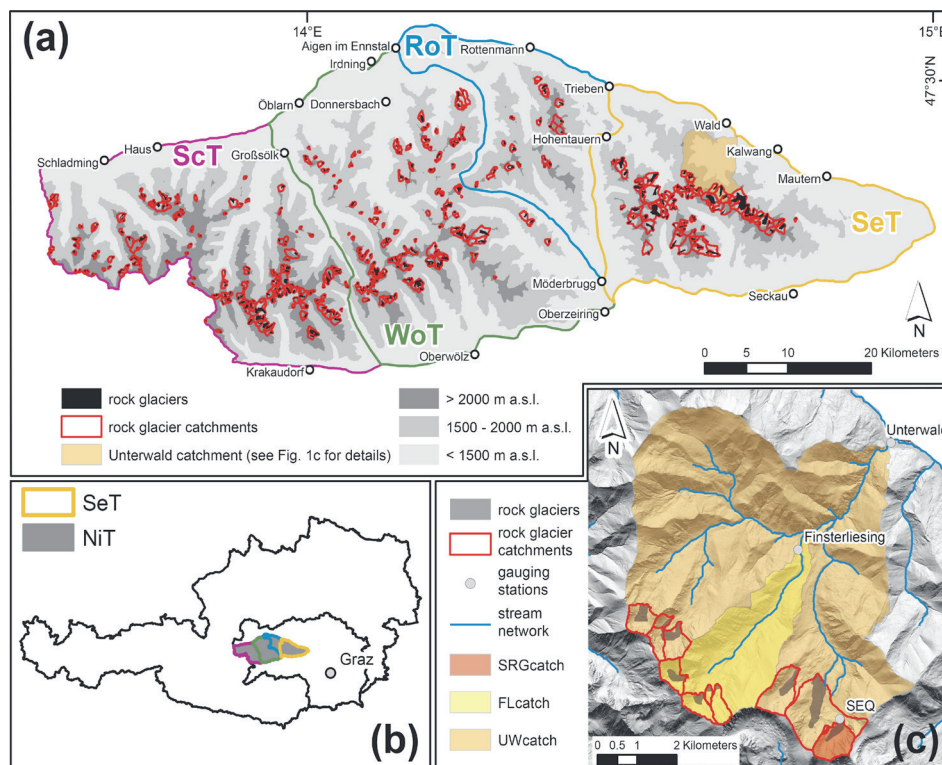 (a)
14°E
15°E
47°30'N
Aigen im Ennstal
RoT
Rottenmann
Irdning
Öblarn
Donnersbach
Trieben
Wald
Haus
ScT
Großsölk
Hohentauern
Kalwang
Schladming
Mautern
SeT
Möderbrugg
Seckau
Oberzeiring
N
WoT
Oberwölz
Krakaudorf
0 5 10 20 Kilometers
rock glaciers
rock glacier catchments
Unterwald catchment (see Fig. 1c for details)
> 2000 m a.s.l.
1500 - 2000 m a.s.l.
< 1500 m a.s.l.
SeT
NiT
Graz
(b)
rock glaciers
rock glacier
catchments
gauging
stations
stream
network
SRGcatch
FLcatch
UWcatch
N
Unterwald
Finsterliesing
SEQ
0 0.5 1 2 Kilometers
(c)